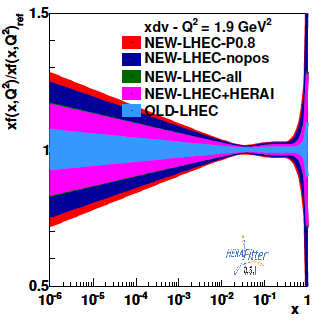 1.5
xdv - Q² = 1.9 GeV²
NEW-LHEC-P0.8
NEW-LHEC-nopos
NEW-LHEC-all
NEW-LHEC+HERAI
OLD-LHEC
xf(x,Q²)/xf(x,Q²)ref
1
HERAFitter
0.5
10⁻⁶ 10⁻⁵ 10⁻⁴ 10⁻³ 10⁻² 10⁻¹ 1
x